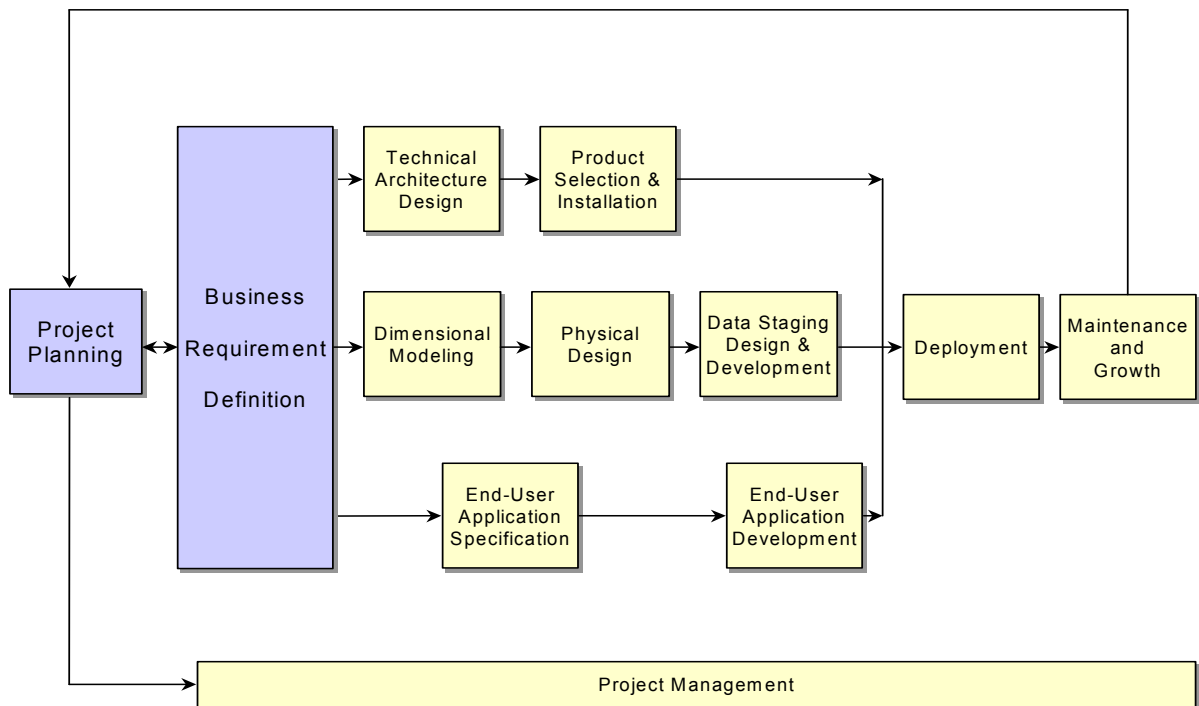 Technical
Architecture
Design
Product
Selection &
Installation
Project
Planning
Business
Requirement
Definition
Dimensional
Modeling
Physical
Design
Data Staging
Design &
Development
Deployment
Maintenance
and
Growth
End-User
Application
Specification
End-User
Application
Development
Project Management